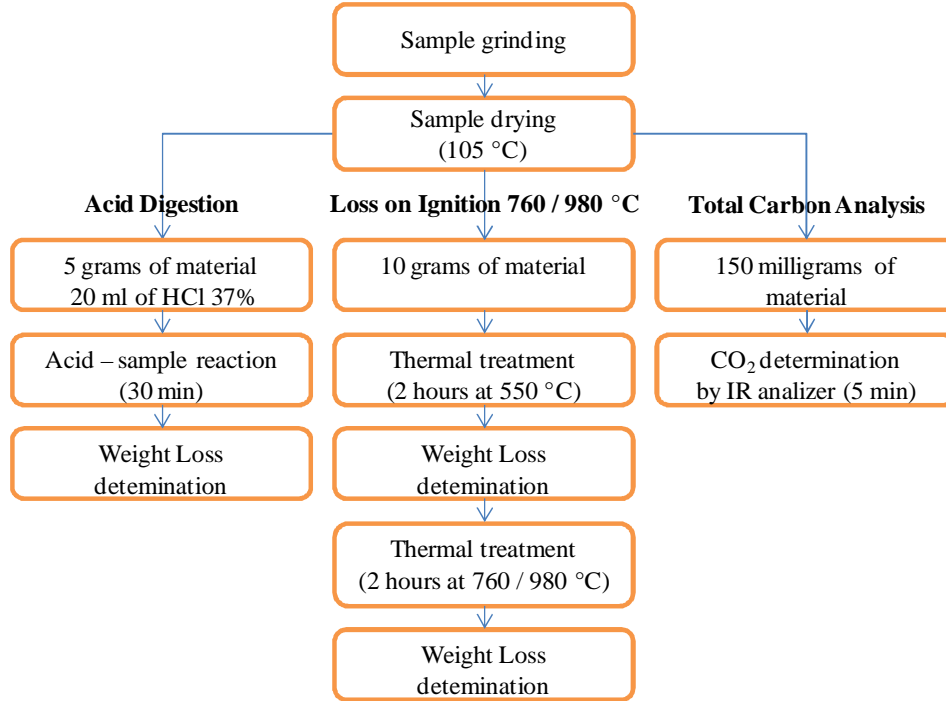 Sample grinding
Sample drying
(105 °C)
Acid Digestion
5 grams of material
20 ml of HCl 37%
Acid – sample reaction
(30 min)
Weight Loss
detemination
Loss on Ignition 760 / 980 °C
10 grams of material
Thermal treatment
(2 hours at 550 °C)
Weight Loss
detemination
Thermal treatment
(2 hours at 760 / 980 °C)
Weight Loss
detemination
Total Carbon Analysis
150 milligrams of
material
CO₂ determination
by IR analizer (5 min)